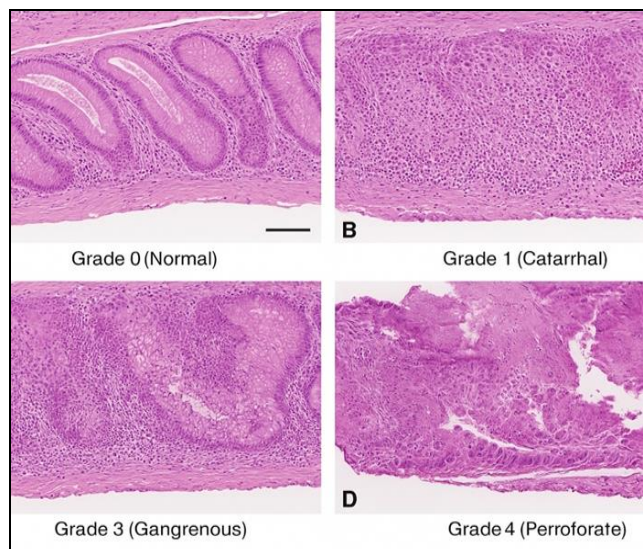 B
Grade 0 (Normal)
Grade 1 (Catarrhal)
D
Grade 3 (Gangrenous)
Grade 4 (Perroforate)